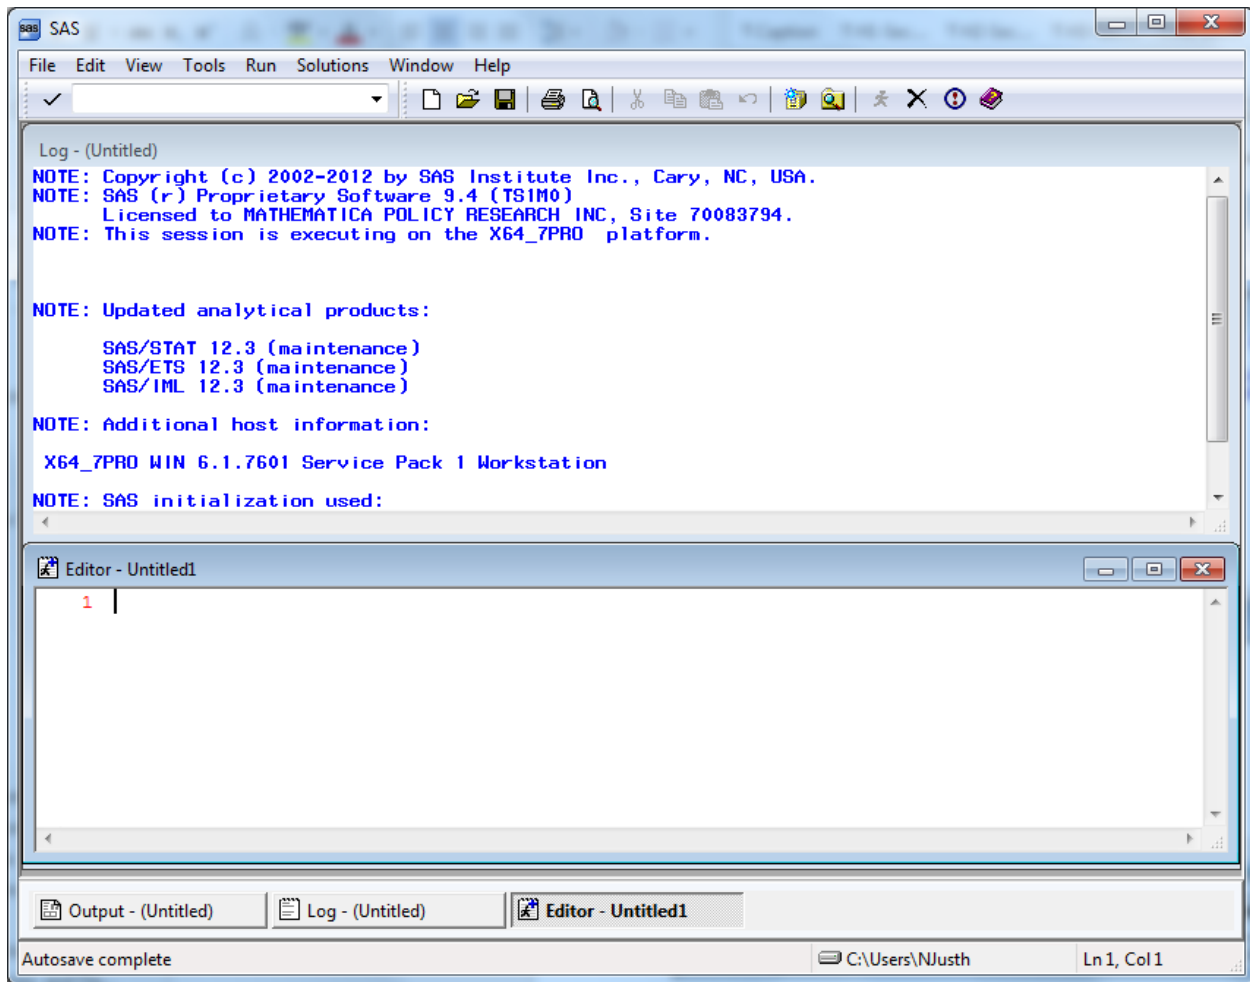 sas SAS
File Edit View Tools Run Solutions Window Help
Log - (Untitled)
NOTE: Copyright (c) 2002-2012 by SAS Institute Inc., Cary, NC, USA.
NOTE: SAS (r) Proprietary Software 9.4 (TS1M0)
Licensed to MATHEMATICA POLICY RESEARCH INC, Site 70083794.
NOTE: This session is executing on the X64_7PRO platform.
NOTE: Updated analytical products:
SAS/STAT 12.3 (maintenance)
SAS/ETS 12.3 (maintenance)
SAS/IML 12.3 (maintenance)
NOTE: Additional host information:
X64_7PRO WIN 6.1.7601 Service Pack 1 Workstation
NOTE: SAS initialization used:
Editor - Untitled1
1
Output - (Untitled) Log - (Untitled) Editor - Untitled1
Autosave complete C:\Users\NJusth Ln 1, Col 1